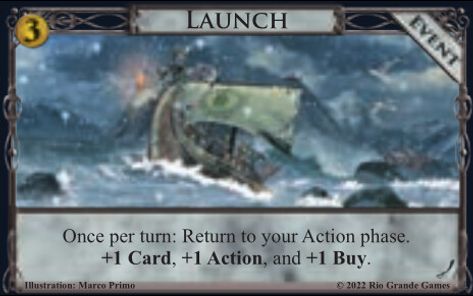 3
LAUNCH
EVENT
Once per turn: Return to your Action phase.
+1 Card, +1 Action, and +1 Buy.
Illustration: Marco Primo
© 2022 Rio Grande Games